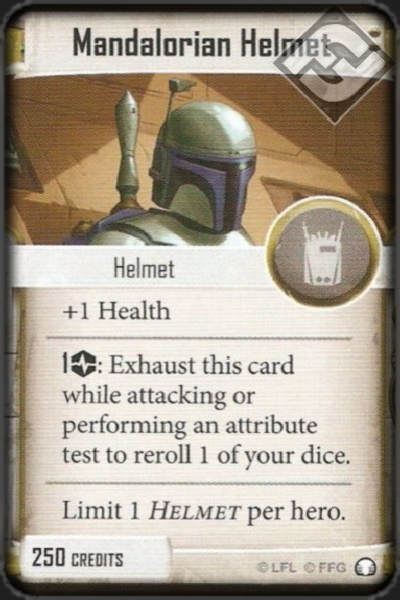 Mandalorian Helmet
Helmet
+1 Health
1: Exhaust this card
while attacking or
performing an attribute
test to reroll 1 of your dice.
Limit 1 HELMET per hero.
250 CREDITS
© LFL © FFG